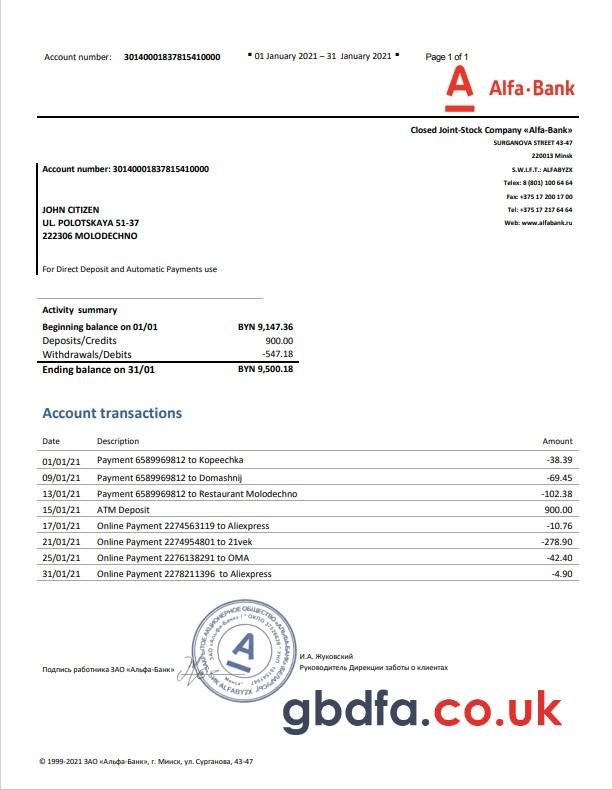 Account number: 30140001837815410000 ▪ 01 January 2021 – 31 January 2021 ▪ Page 1 of 1
Alfa·Bank
Closed Joint-Stock Company «Alfa-Bank»
SURGANOVA STREET 43-47
220013 Minsk
S.W.I.F.T.: ALFABYZX
Telex: 8 (801) 100 64 64
Fax: +375 17 200 17 00
Tel: +375 17 217 64 64
Web: www.alfabank.ru
Account number: 30140001837815410000
JOHN CITIZEN
UL. POLOTSKAYA 51-37
222306 MOLODECHNO
For Direct Deposit and Automatic Payments use
Activity summary
Beginning balance on 01/01 BYN 9,147.36
Deposits/Credits 900.00
Withdrawals/Debits -547.18
Ending balance on 31/01 BYN 9,500.18
Account transactions
Date Description Amount
01/01/21 Payment 6589969812 to Kopeechka -38.39
09/01/21 Payment 6589969812 to Domashnij -69.45
13/01/21 Payment 6589969812 to Restaurant Molodechno -102.38
15/01/21 ATM Deposit 900.00
17/01/21 Online Payment 2274563119 to Aliexpress -10.76
21/01/21 Online Payment 2274954801 to 21vek -278.90
25/01/21 Online Payment 2276138291 to OMA -42.40
31/01/21 Online Payment 2278211396 to Aliexpress -4.90
И.А. Жуковский
Подпись работника ЗАО «Альфа-Банк» Руководитель Дирекции заботы о клиентах
gbdfa.co.uk
© 1999-2021 ЗАО «Альфа-Банк», г. Минск, ул. Сурганова, 43-47